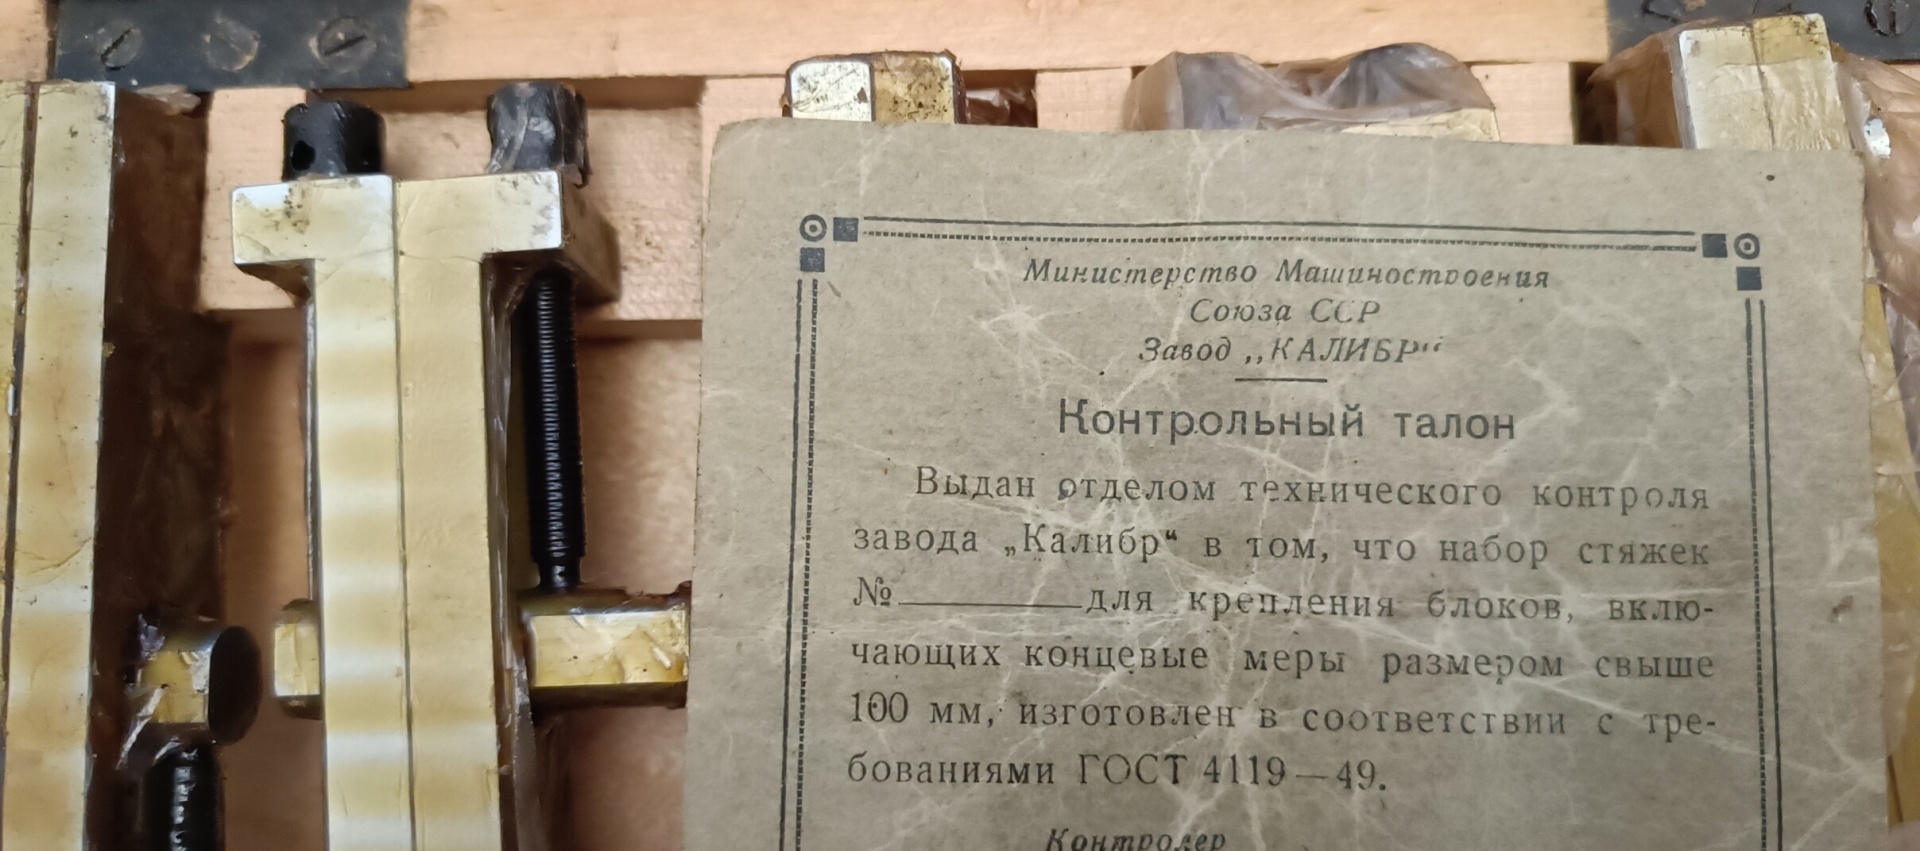 Министерство Машиностроения
Союза ССР
Завод „КАЛИБР“
Контрольный талон
Выдан отделом технического контроля
завода „Калибр“ в том, что набор стяжек
№ для крепления блоков, вклю-
чающих концевые меры размером свыше
100 мм, изготовлен в соответствии с тре-
бованиями ГОСТ 4119—49.
Контролер